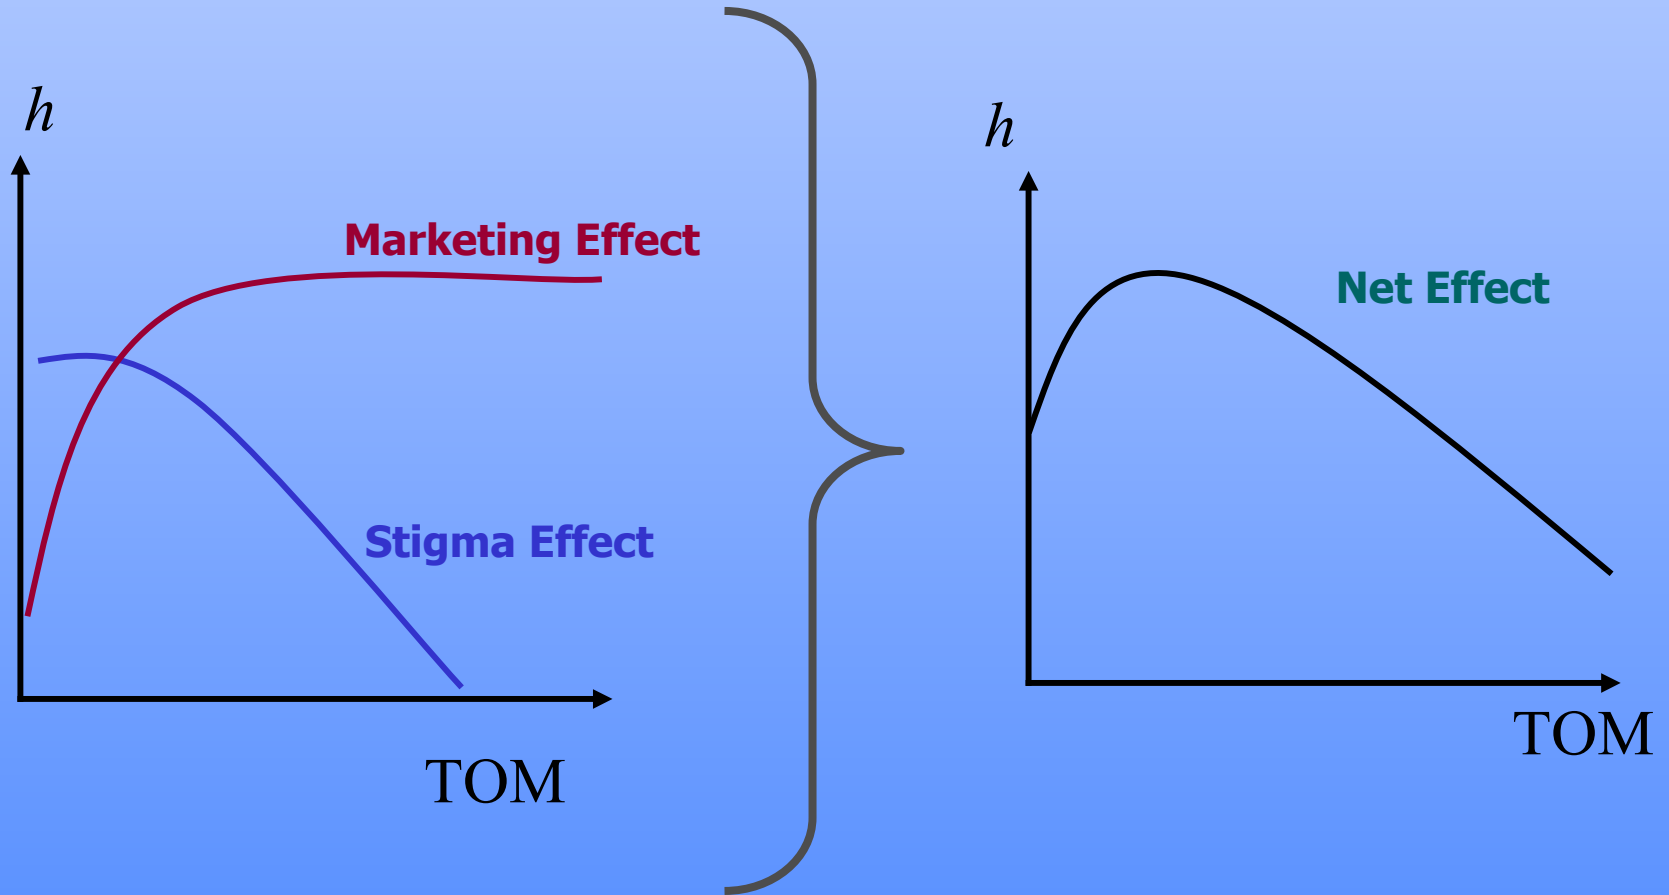 h
Marketing Effect
Stigma Effect
TOM
h
Net Effect
TOM